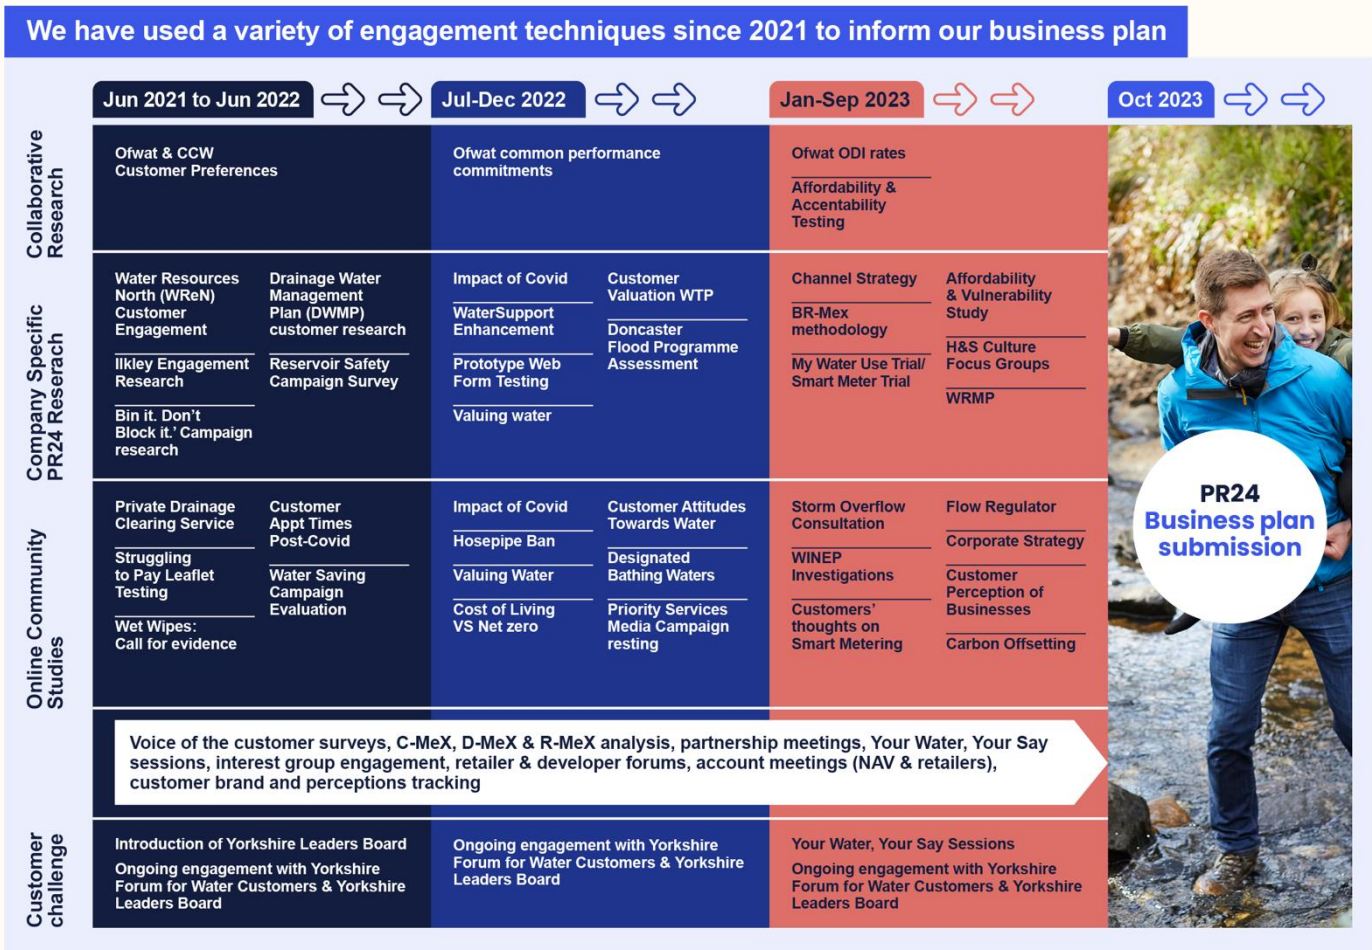 We have used a variety of engagement techniques since 2021 to inform our business plan
Jun 2021 to Jun 2022
Jul-Dec 2022
Jan-Sep 2023
Oct 2023
Collaborative
Research
Ofwat & CCW
Customer Preferences
Ofwat common performance
commitments
Ofwat ODI rates
Affordability &
Accentability
Testing
Company Specific
PR24 Reserach
Water Resources
North (WReN)
Customer
Engagement
Ilkley Engagement
Research
Bin it. Don't
Block it.' Campaign
research
Drainage Water
Management
Plan (DWMP)
customer research
Reservoir Safety
Campaign Survey
Impact of Covid
WaterSupport
Enhancement
Prototype Web
Form Testing
Valuing water
Customer
Valuation WTP
Doncaster
Flood Programme
Assessment
Channel Strategy
BR-Mex
methodology
My Water Use Trial/
Smart Meter Trial
Affordability
& Vulnerability
Study
H&S Culture
Focus Groups
WRMP
Online Community
Studies
Private Drainage
Clearing Service
Struggling
to Pay Leaflet
Testing
Wet Wipes:
Call for evidence
Customer
Appt Times
Post-Covid
Water Saving
Campaign
Evaluation
Impact of Covid
Hosepipe Ban
Valuing Water
Cost of Living
VS Net zero
Customer Attitudes
Towards Water
Designated
Bathing Waters
Priority Services
Media Campaign
resting
Storm Overflow
Consultation
WINEP
Investigations
Customers'
thoughts on
Smart Metering
Flow Regulator
Corporate Strategy
Customer
Perception of
Businesses
Carbon Offsetting
PR24
Business plan
submission
Voice of the customer surveys, C-MeX, D-MeX & R-MeX analysis, partnership meetings, Your Water, Your Say
sessions, interest group engagement, retailer & developer forums, account meetings (NAV & retailers),
customer brand and perceptions tracking
Customer
challenge
Introduction of Yorkshire Leaders Board
Ongoing engagement with Yorkshire
Forum for Water Customers & Yorkshire
Leaders Board
Ongoing engagement with Yorkshire
Forum for Water Customers & Yorkshire
Leaders Board
Your Water, Your Say Sessions
Ongoing engagement with Yorkshire
Forum for Water Customers & Yorkshire
Leaders Board